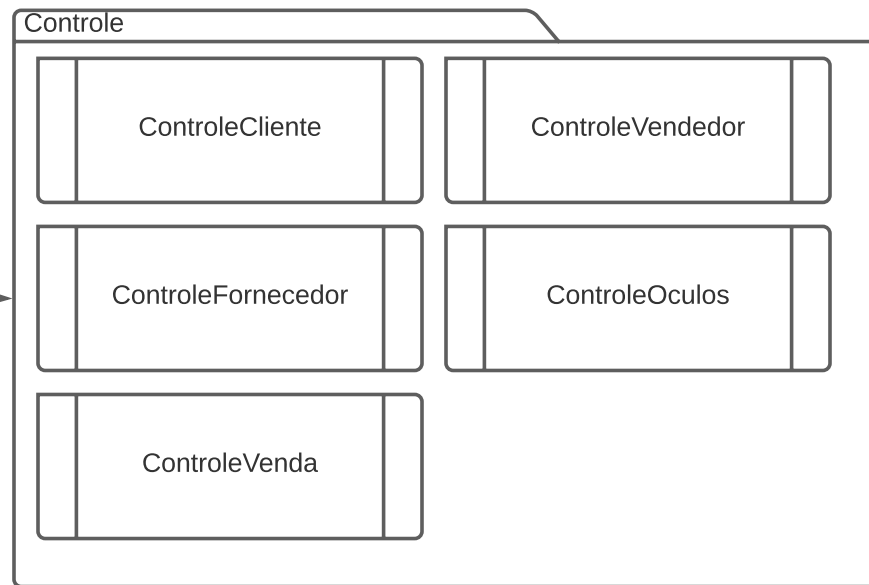 Controle
ControleCliente
ControleVendedor
ControleFornecedor
ControleOculos
ControleVenda